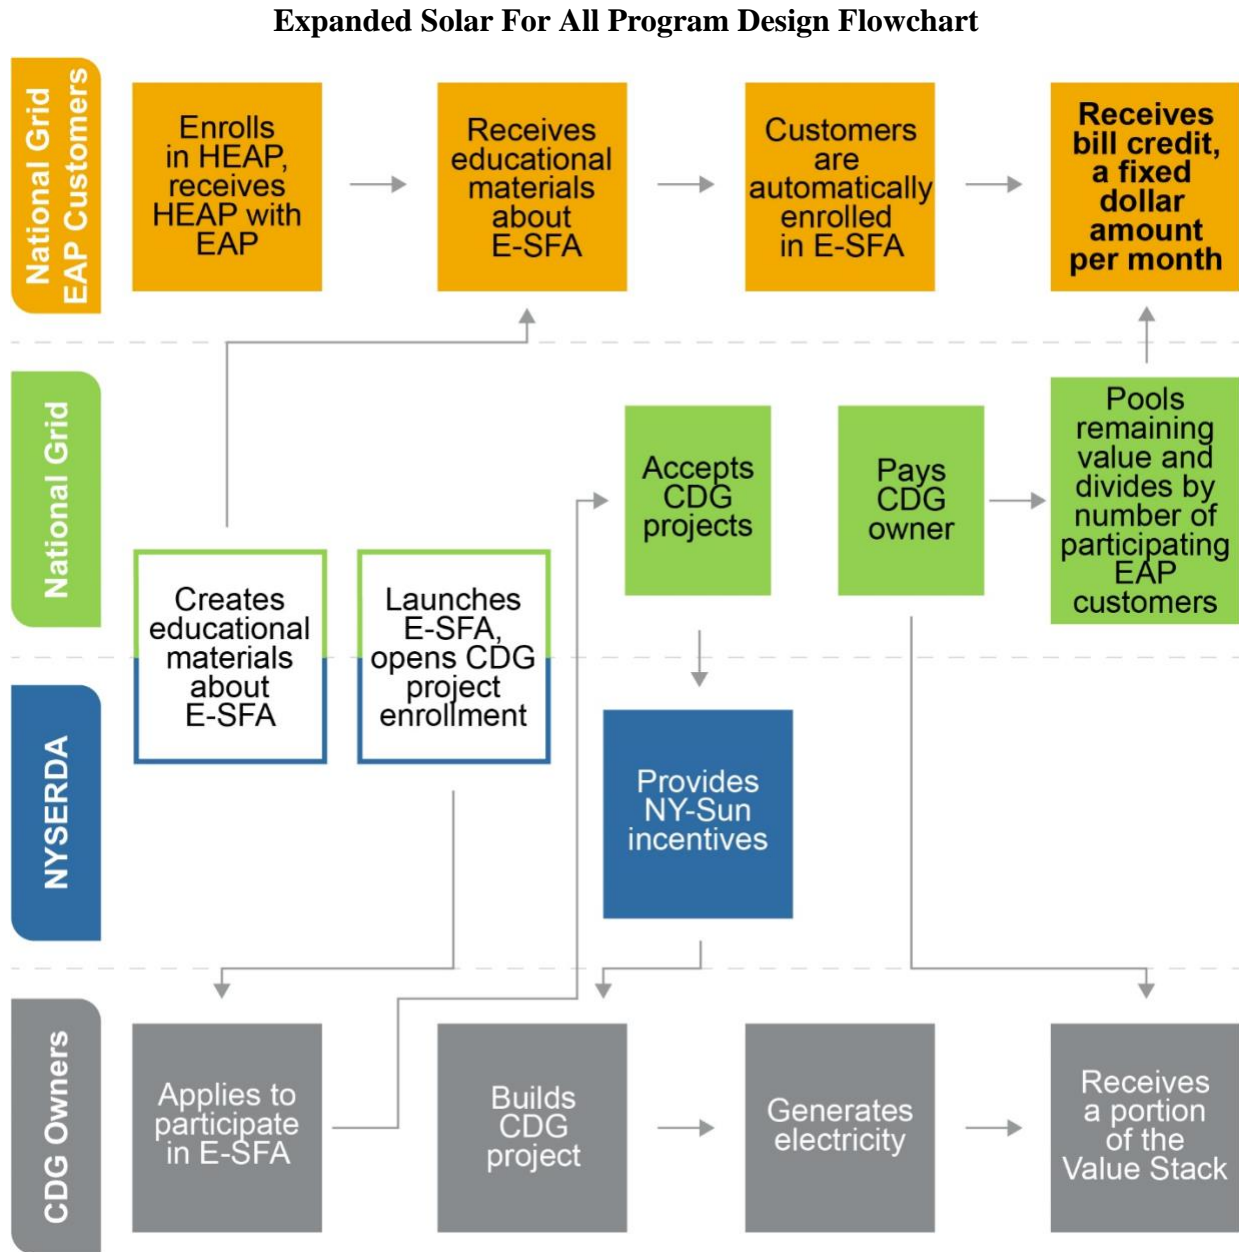 Expanded Solar For All Program Design Flowchart
National Grid
EAP Customers
Enrolls
in HEAP,
receives
HEAP with
EAP
Receives
educational
materials
about
E-SFA
Customers
are
automatically
enrolled
in E-SFA
Receives
bill credit,
a fixed
dollar
amount
per month
National Grid
Creates
educational
materials
about
E-SFA
Launches
E-SFA,
opens CDG
project
enrollment
Accepts
CDG
projects
Pays
CDG
owner
Pools
remaining
value and
divides by
number of
participating
EAP
customers
NYSERDA
Provides
NY-Sun
incentives
CDG Owners
Applies to
participate
in E-SFA
Builds
CDG
project
Generates
electricity
Receives
a portion
of the
Value Stack